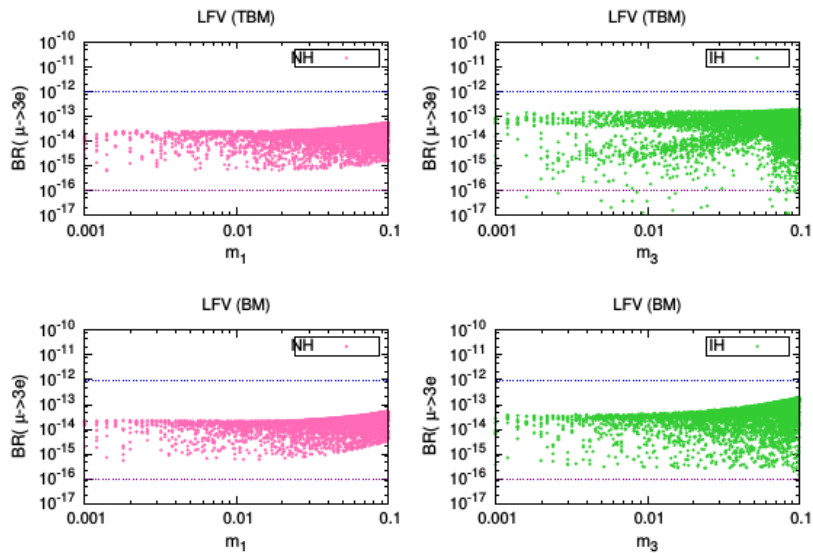 LFV (TBM)
BR( μ->3e)
10^-10
10^-11
10^-12
10^-13
10^-14
10^-15
10^-16
10^-17
NH
0.001
0.01
0.1
m_1
LFV (TBM)
BR( μ->3e)
10^-10
10^-11
10^-12
10^-13
10^-14
10^-15
10^-16
10^-17
IH
0.001
0.01
0.1
m_3
LFV (BM)
BR( μ->3e)
10^-10
10^-11
10^-12
10^-13
10^-14
10^-15
10^-16
10^-17
NH
0.001
0.01
0.1
m_1
LFV (BM)
BR( μ->3e
10^-10
10^-11
10^-12
10^-13
10^-14
10^-15
10^-16
10^-17
IH
0.001
0.01
0.1
m_3